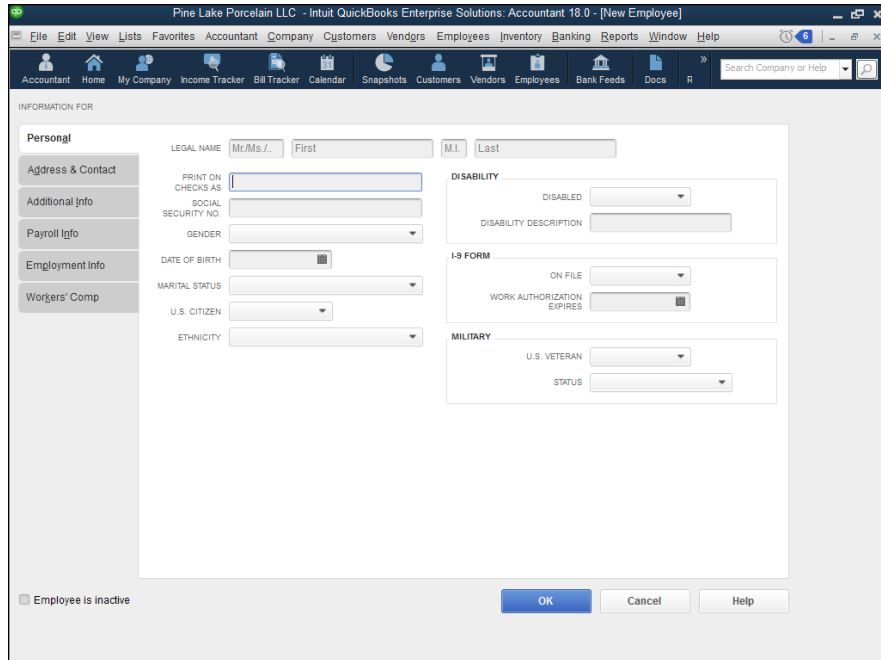 qb Pine Lake Porcelain LLC - Intuit QuickBooks Enterprise Solutions: Accountant 18.0 - [New Employee]
File Edit View Lists Favorites Accountant Company Customers Vendors Employees Inventory Banking Reports Window Help 6
Accountant Home My Company Income Tracker Bill Tracker 31 Calendar Snapshots Customers Vendors Employees Bank Feeds Docs R » Search Company or Help
INFORMATION FOR
Personal
Address & Contact
Additional Info
Payroll Info
Employment Info
Workers' Comp
LEGAL NAME Mr./Ms./.. First M.I. Last
PRINT ON
CHECKS AS
SOCIAL
SECURITY NO.
GENDER
DATE OF BIRTH
MARITAL STATUS
U.S. CITIZEN
ETHNICITY
DISABILITY
DISABLED
DISABILITY DESCRIPTION
I-9 FORM
ON FILE
WORK AUTHORIZATION
EXPIRES
MILITARY
U.S. VETERAN
STATUS
Employee is inactive
OK Cancel Help